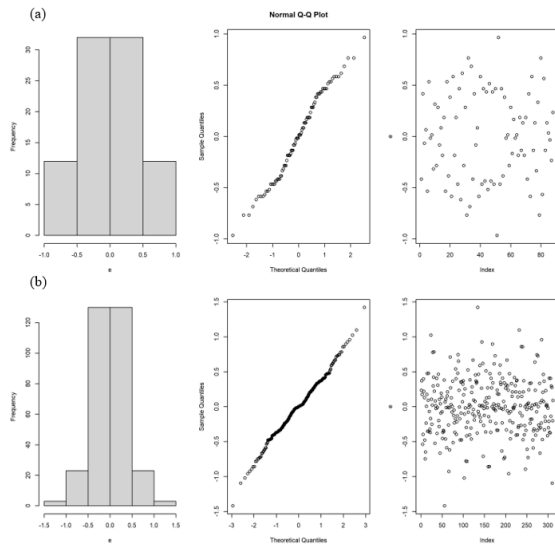 (a)
Normal Q-Q Plot
Frequency
0 5 10 15 20 25 30
-1.0 -0.5 0.0 0.5 1.0
e
Sample Quantiles
-1.0 -0.5 0.0 0.5 1.0
-2 -1 0 1 2
Theoretical Quantiles
e
-1.0 -0.5 0.0 0.5 1.0
0 20 40 60 80
Index
(b)
Frequency
0 20 40 60 80 100 120
-1.5 -1.0 -0.5 0.0 0.5 1.0 1.5
e
Sample Quantiles
-1.5 -1.0 -0.5 0.0 0.5 1.0 1.5
-3 -2 -1 0 1 2 3
Theoretical Quantiles
e
-1.5 -1.0 -0.5 0.0 0.5 1.0 1.5
0 50 100 150 200 250 300
Index